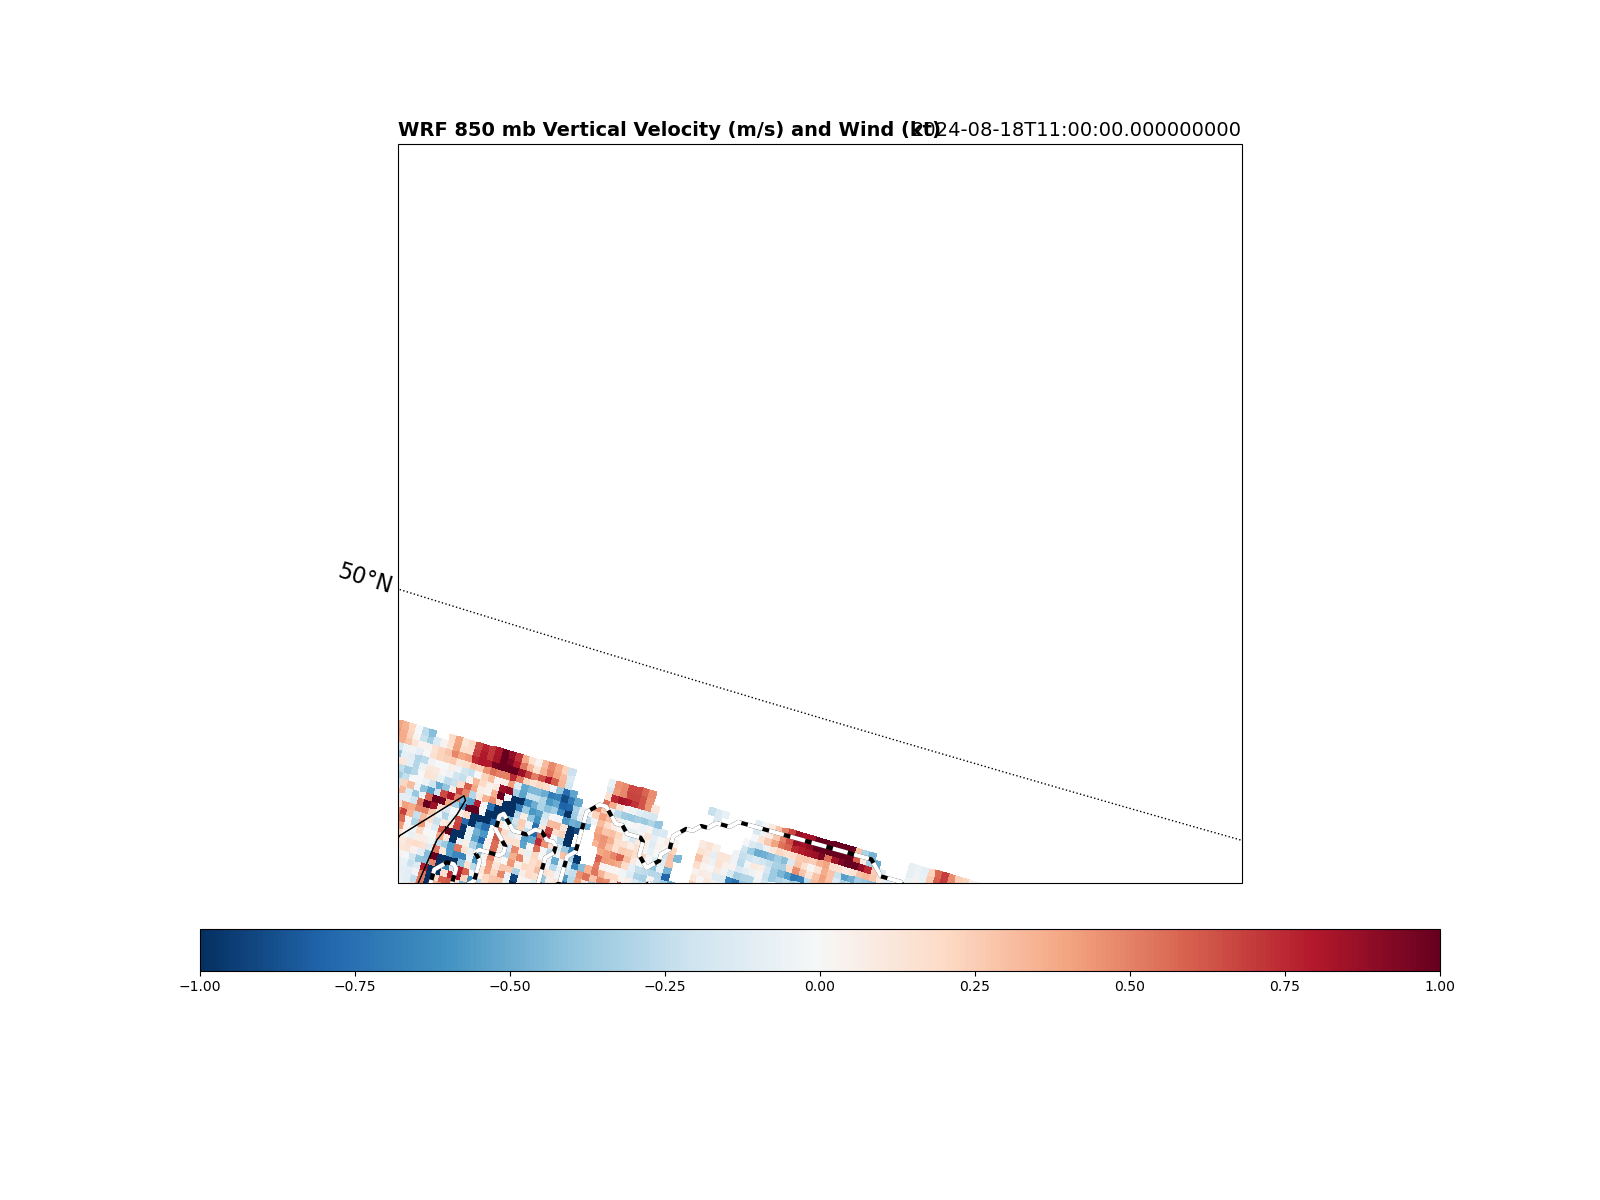 WRF 850 mb Vertical Velocity (m/s) and Wind (kt) 2024-08-18T11:00:00.000000000
50°N
−1.00 −0.75 −0.50 −0.25 0.00 0.25 0.50 0.75 1.00